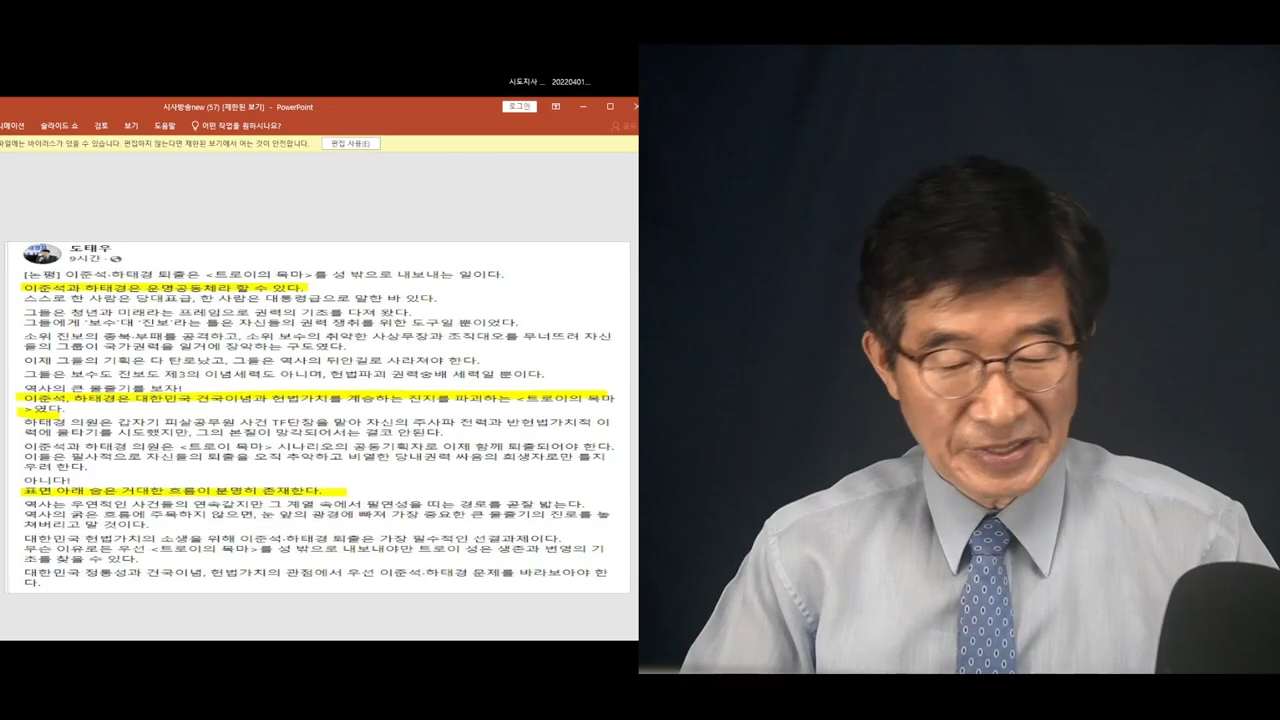 시도지사 ... 20220401...
시사방송new (57) [제한된 보기] - PowerPoint 로그인
슬라이드 쇼 검토 보기 도움말 어떤 작업을 원하시나요?
바이러스가 있을 수 있습니다. 편집하지 않는다면 제한된 보기에서 여는 것이 안전합니다. 편집 사용(E)
도태우
9시간 ·
[논평] 이준석·하태경 퇴출은 <트로이의 목마>를 성 밖으로 내보내는 일이다.
이준석과 하태경은 운명공동체라 할 수 있다.
스스로 한 사람은 당대표급, 한 사람은 대통령급으로 말한 바 있다.
그들은 청년과 미래라는 프레임으로 권력의 기초를 다져 왔다.
그들에게 '보수'대 '진보'라는 틀은 자신들의 권력 쟁취를 위한 도구일 뿐이었다.
소위 진보의 종북·부패를 공격하고, 소위 보수의 취약한 사상무장과 조직대오를 무너뜨려 자신
들의 그룹이 국가권력을 일거에 장악하는 구도였다.
이제 그들의 기획은 다 탄로났고, 그들은 역사의 뒤안길로 사라져야 한다.
그들은 보수도 진보도 제3의 이념세력도 아니며, 헌법파괴 권력숭배 세력일 뿐이다.
역사의 큰 물줄기를 보자!
이준석, 하태경은 대한민국 건국이념과 헌법가치를 계승하는 진지를 파괴하는 <트로이의 목마
>였다.
하태경 의원은 갑자기 피살공무원 사건 TF단장을 맡아 자신의 주사파 전력과 반헌법가치적 이
력에 물타기를 시도했지만, 그의 본질이 망각되어서는 결코 안된다.
이준석과 하태경 의원은 <트로이 목마> 시나리오의 공동기획자로 이제 함께 퇴출되어야 한다.
이들은 필사적으로 자신들의 퇴출을 오직 추악하고 비열한 당내권력 싸움의 희생자로만 틀지
우려 한다.
아니다!
표면 아래 숨은 거대한 흐름이 분명히 존재한다.
역사는 우연적인 사건들의 연속같지만 그 계열 속에서 필연성을 띠는 경로를 곧잘 밟는다.
역사의 굵은 흐름에 주목하지 않으면, 눈 앞의 광경에 빠져 가장 중요한 큰 물줄기의 진로를 놓
쳐버리고 말 것이다.
대한민국 헌법가치의 소생을 위해 이준석·하태경 퇴출은 가장 필수적인 선결과제이다.
무슨 이유로든 우선 <트로이의 목마>를 성 밖으로 내보내야만 트로이 성은 생존과 번영의 기
초를 찾을 수 있다.
대한민국 정통성과 건국이념, 헌법가치의 관점에서 우선 이준석·하태경 문제를 바라보아야 한
다.